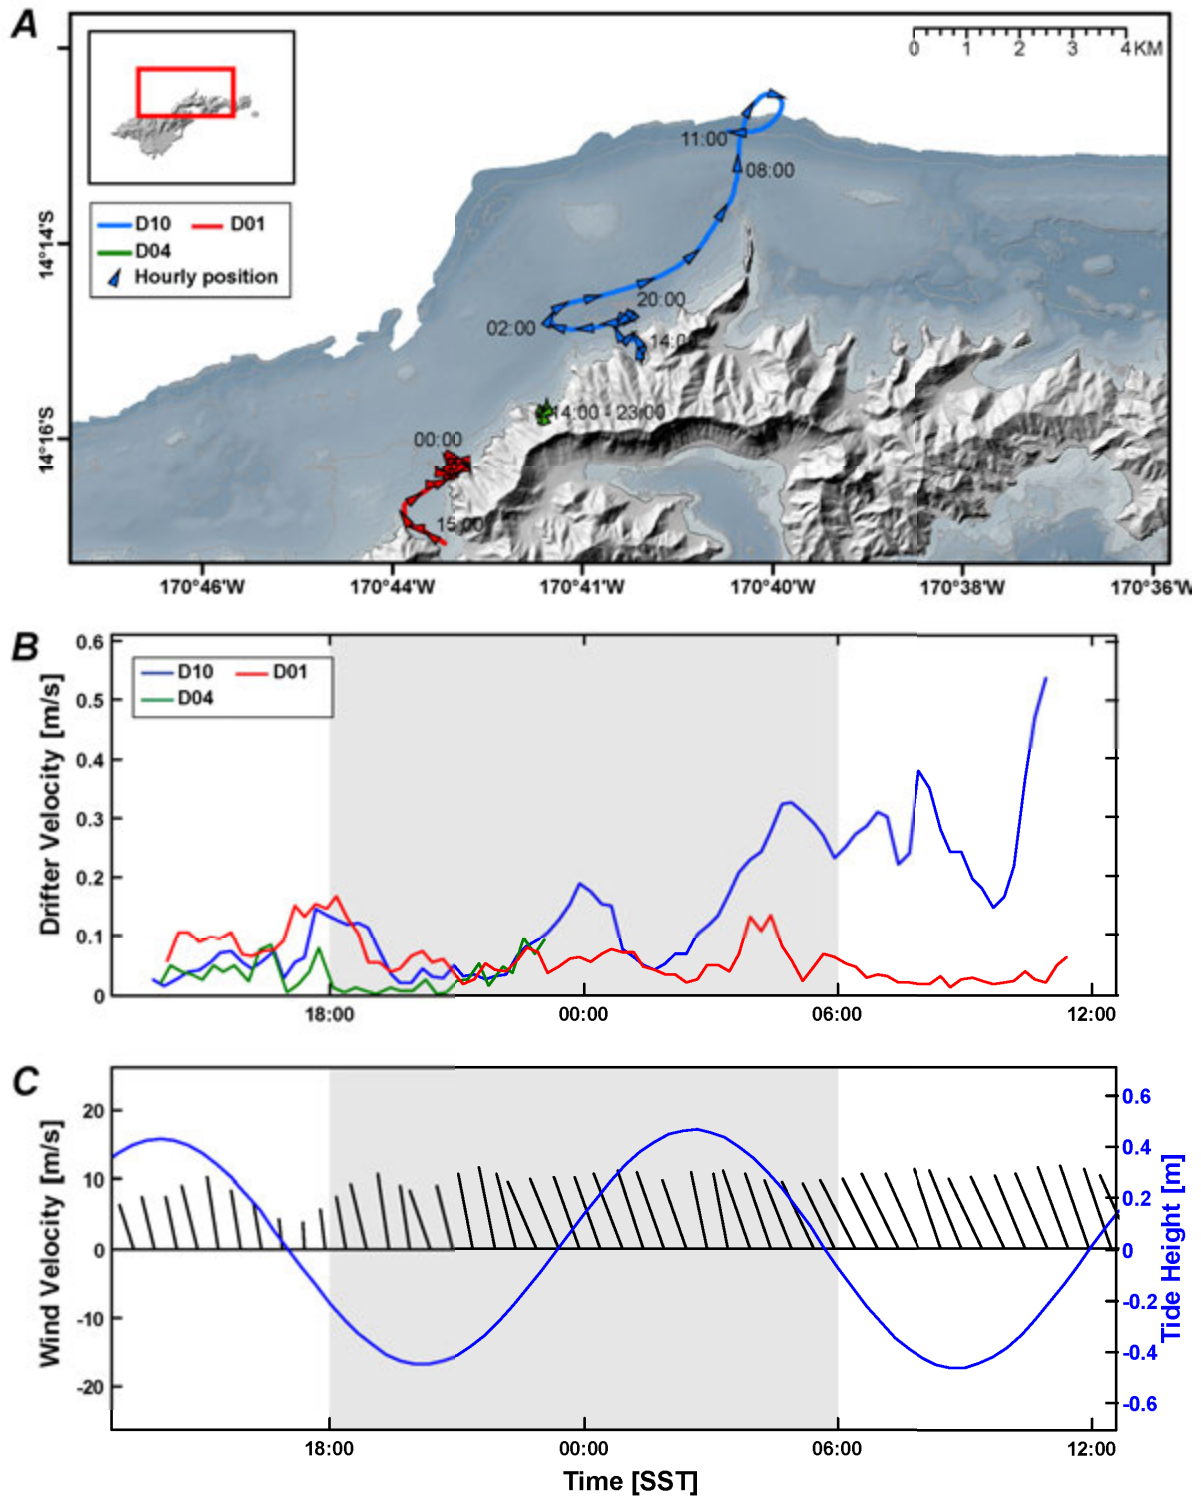 A
0 1 2 3 4 KM
D10 D01
D04
Hourly position
11:00
08:00
20:00
02:00
14:00
14:00 - 23:00
00:00
15:00
14°14'S
14°16'S
170°46'W 170°44'W 170°41'W 170°40'W 170°38'W 170°36'W
B
Drifter Velocity [m/s]
0.6
0.5
0.4
0.3
0.2
0.1
0
D10 D01
D04
18:00 00:00 06:00 12:00
C
Wind Velocity [m/s]
20
10
0
-10
-20
0.6
0.4
0.2
0
-0.2
-0.4
-0.6
Tide Height [m]
18:00 00:00 06:00 12:00
Time [SST]